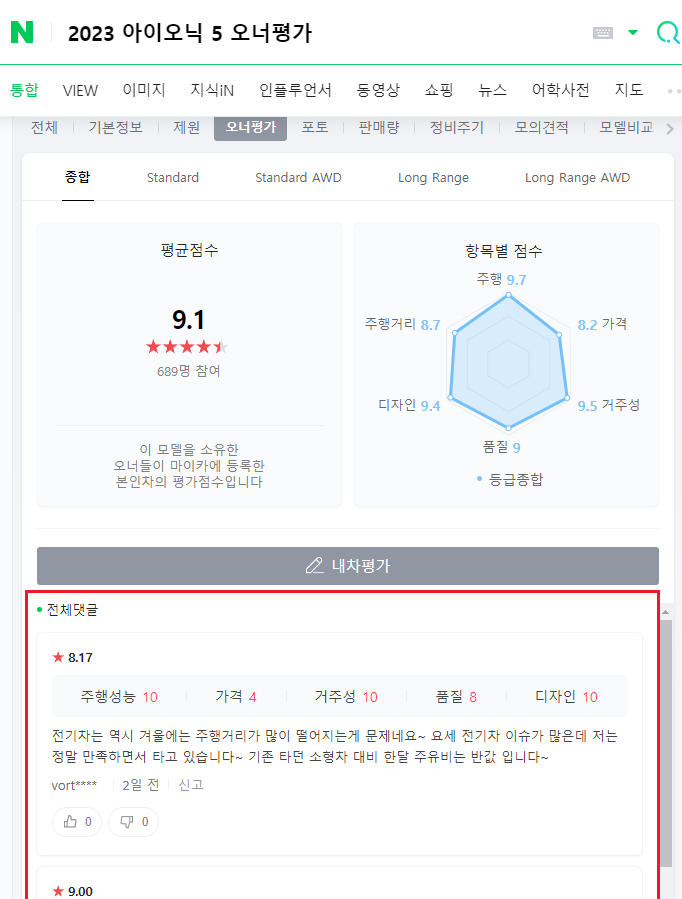 N 2023 아이오닉 5 오너평가
통합 VIEW 이미지 지식iN 인플루언서 동영상 쇼핑 뉴스 어학사전 지도
전체 기본정보 제원 오너평가 포토 판매량 정비주기 모의견적 모델비교
종합 Standard Standard AWD Long Range Long Range AWD
평균점수
9.1
689명 참여
이 모델을 소유한
오너들이 마이카에 등록한
본인차의 평가점수입니다
항목별 점수
주행 9.7
주행거리 8.7
8.2 가격
디자인 9.4
9.5 거주성
품질 9
등급종합
내차평가
전체댓글
8.17
주행성능 10 가격 4 거주성 10 품질 8 디자인 10
전기차는 역시 겨울에는 주행거리가 많이 떨어지는게 문제네요~ 요세 전기차 이슈가 많은데 저는
정말 만족하면서 타고 있습니다~ 기존 타던 소형차 대비 한달 주유비는 반값 입니다~
vort**** 2일 전 신고
0 0
9.00